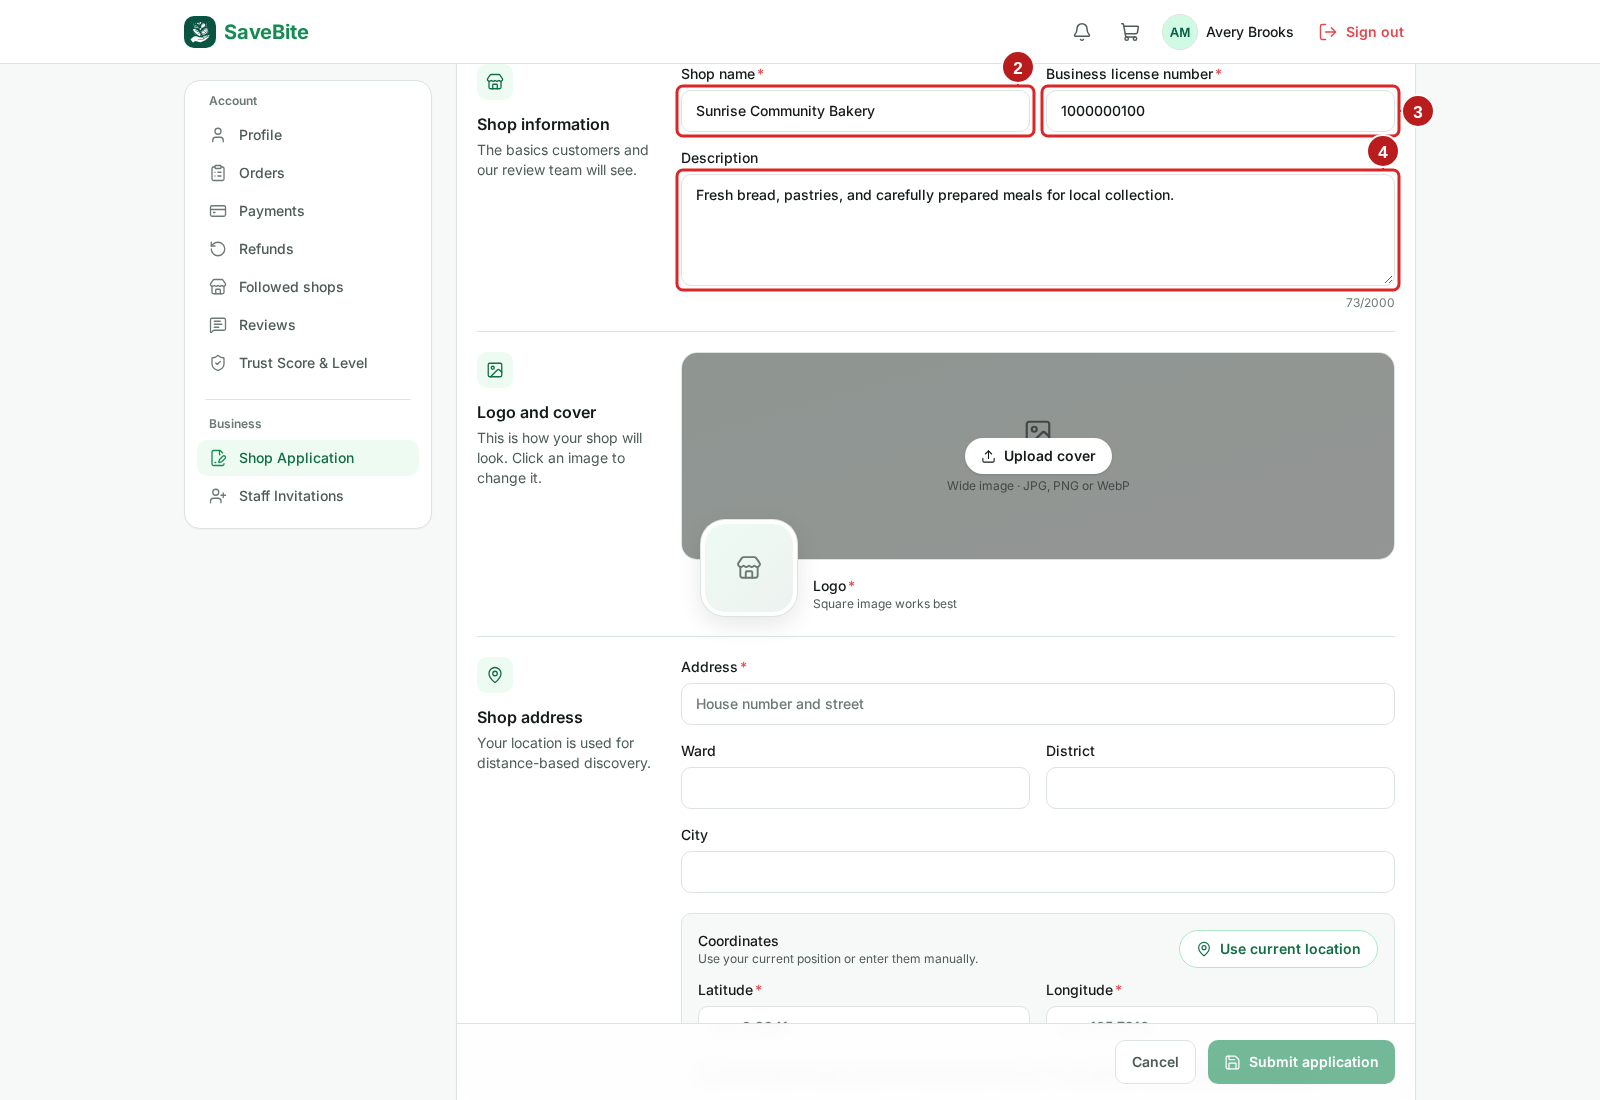 SaveBite
AM
Avery Brooks
Sign out
Account
Profile
Orders
Payments
Refunds
Followed shops
Reviews
Trust Score & Level
Business
Shop Application
Staff Invitations
Shop information
The basics customers and
our review team will see.
Shop name *
2
Business license number *
Sunrise Community Bakery
1000000100
3
Description
4
Fresh bread, pastries, and carefully prepared meals for local collection.
73/2000
Logo and cover
This is how your shop will
look. Click an image to
change it.
Upload cover
Wide image · JPG, PNG or WebP
Logo *
Square image works best
Shop address
Your location is used for
distance-based discovery.
Address *
House number and street
Ward
District
City
Coordinates
Use your current position or enter them manually.
Use current location
Latitude *
Longitude *
Cancel
Submit application